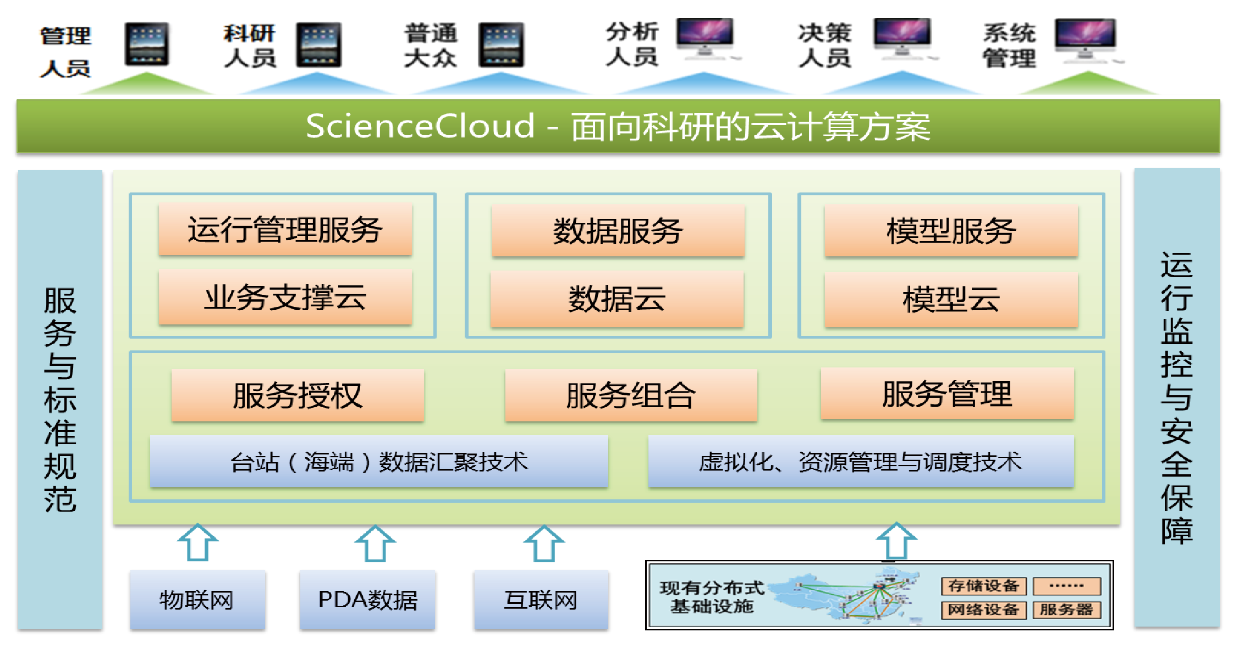 管理
人员
科研
人员
普通
大众
分析
人员
决策
人员
系统
管理
ScienceCloud - 面向科研的云计算方案
服务与标准规范
运行管理服务
业务支撑云
数据服务
数据云
模型服务
模型云
服务授权
服务组合
服务管理
台站（海端）数据汇聚技术
虚拟化、资源管理与调度技术
运行监控与安全保障
物联网
PDA数据
互联网
现有分布式
基础设施
存储设备
······
网络设备
服务器